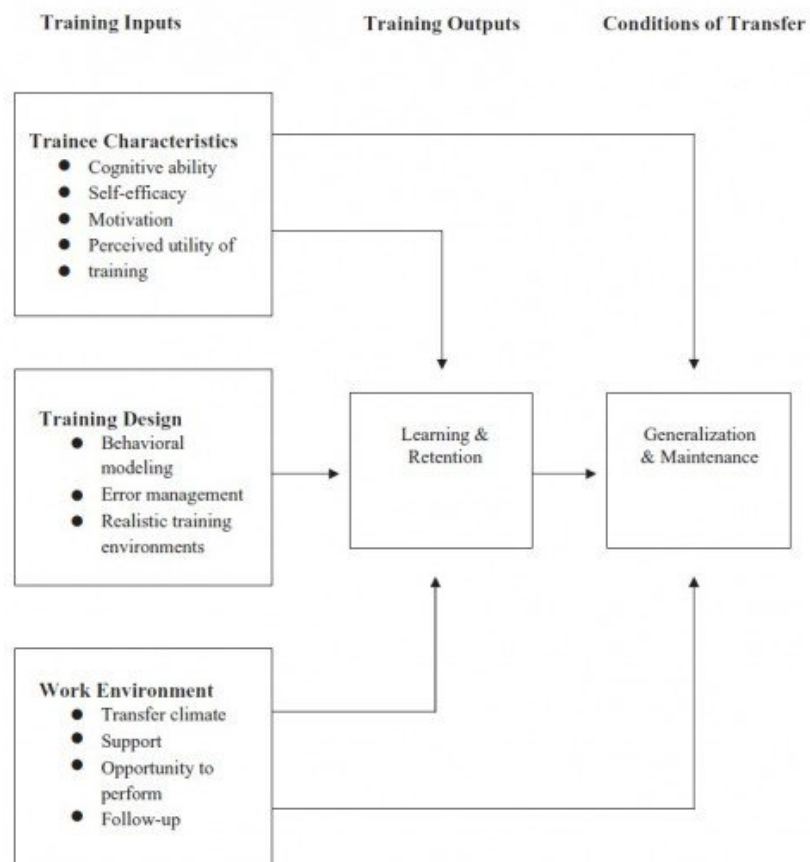 Training Inputs
Training Outputs
Conditions of Transfer
Trainee Characteristics
● Cognitive ability
● Self-efficacy
● Motivation
● Perceived utility of
● training
Training Design
● Behavioral
modeling
● Error management
● Realistic training
environments
Learning &
Retention
Generalization
& Maintenance
Work Environment
● Transfer climate
● Support
● Opportunity to
perform
● Follow-up